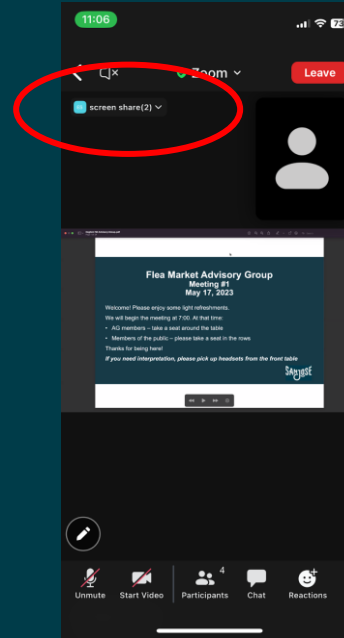 11:06
73
Zoom
Leave
screen share(2)
Flea Market Advisory Group
Meeting #1
May 17, 2023
Welcome! Please enjoy some light refreshments.
We will begin the meeting at 7:00. At that time:
• AG members – take a seat around the table
• Members of the public – please take a seat in the rows
Thanks for being here!
If you need interpretation, please pick up headsets from the front table
SAN JOSE
4
Unmute
Start Video
Participants
Chat
Reactions